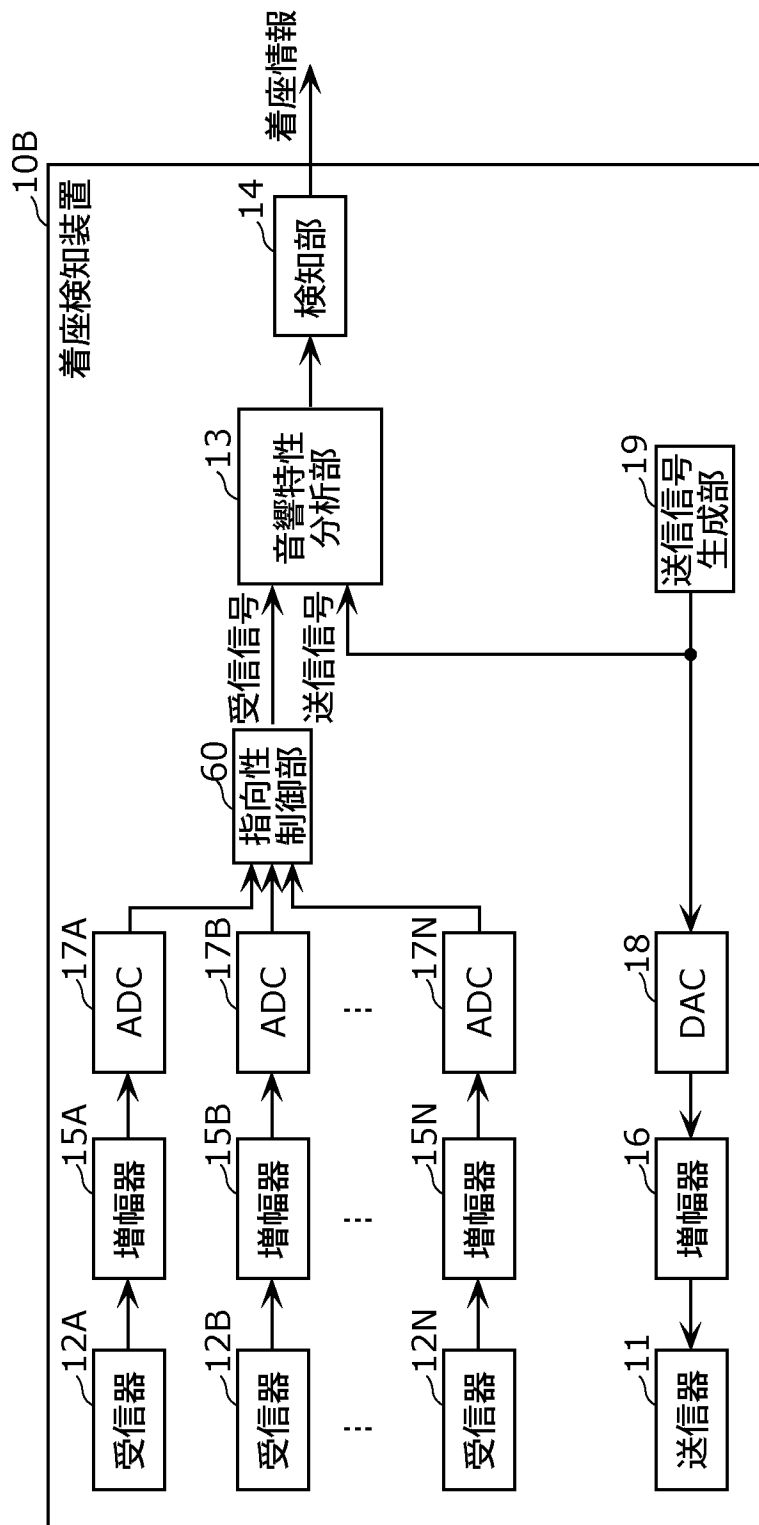 10B
着座検知装置
12A
受信器
15A
増幅器
17A
ADC
12B
受信器
15B
増幅器
17B
ADC
...
...
...
12N
受信器
15N
増幅器
17N
ADC
60
指向性
制御部
受信信号
送信信号
13
音響特性
分析部
14
検知部
着座情報
11
送信器
16
増幅器
18
DAC
19
送信信号
生成部